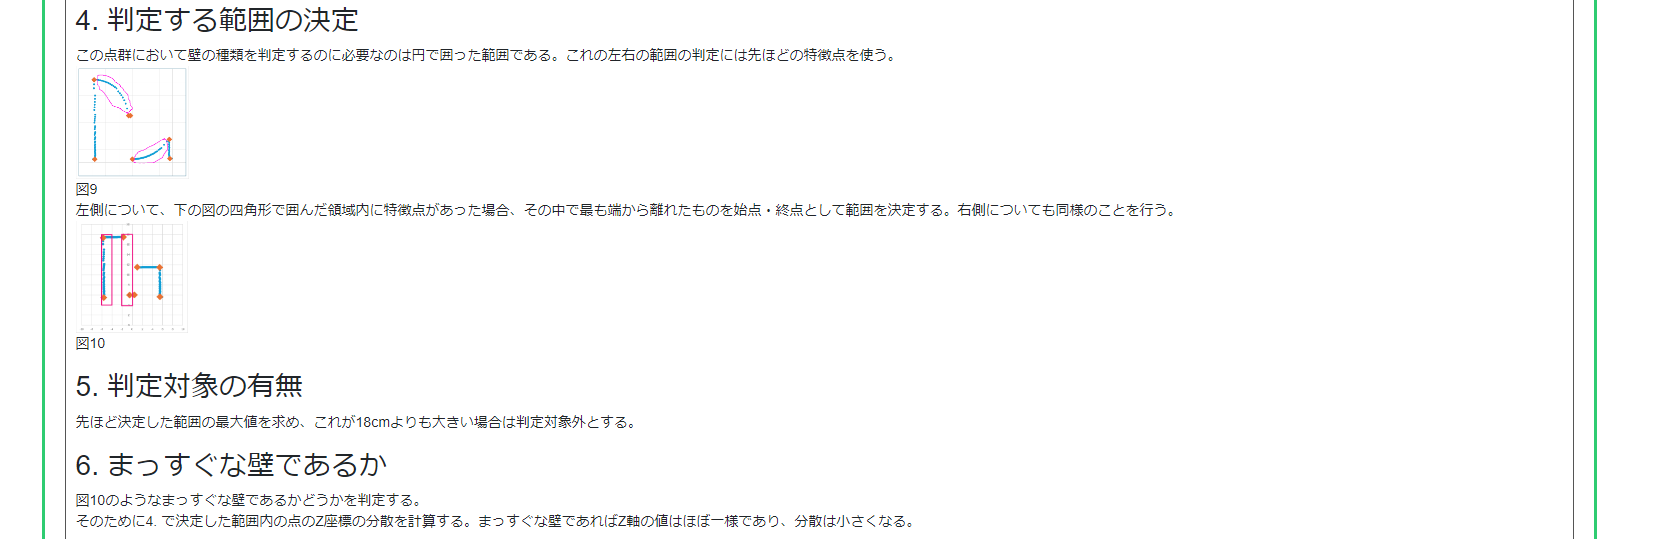 4. 判定する範囲の決定
この点群において壁の種類を判定するのに必要なのは円で囲った範囲である。これの左右の範囲の判定には先ほどの特徴点を使う。
図9
左側について、下の図の四角形で囲んだ領域内に特徴点があった場合、その中で最も端から離れたものを始点・終点として範囲を決定する。右側についても同様のことを行う。
図10
5. 判定対象の有無
先ほど決定した範囲の最大値を求め、これが18cmよりも大きい場合は判定対象外とする。
6. まっすぐな壁であるか
図10のようなまっすぐな壁であるかどうかを判定する。
そのために4. で決定した範囲内の点のZ座標の分散を計算する。まっすぐな壁であればZ軸の値はほぼ一様であり、分散は小さくなる。